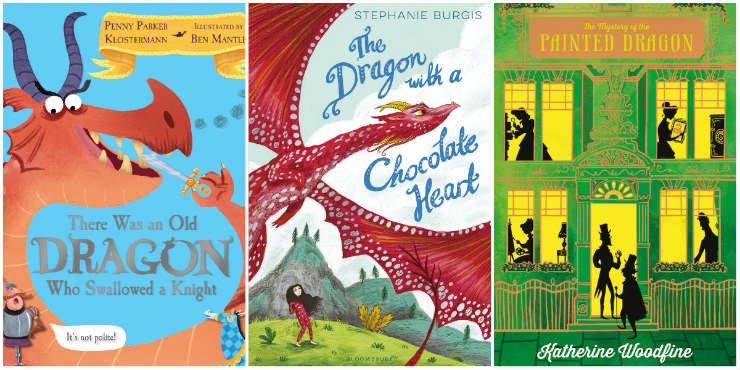 PENNY PARKER
KLOSTERMANN
ILLUSTRATED BY
BEN MANTLE
There Was an Old
DRAGON
Who Swallowed a Knight
It's not polite!
STEPHANIE BURGIS
The
Dragon
with a
Chocolate
Heart
BLOOMSBURY
The Mystery of the
PAINTED DRAGON
Katherine Woodfine